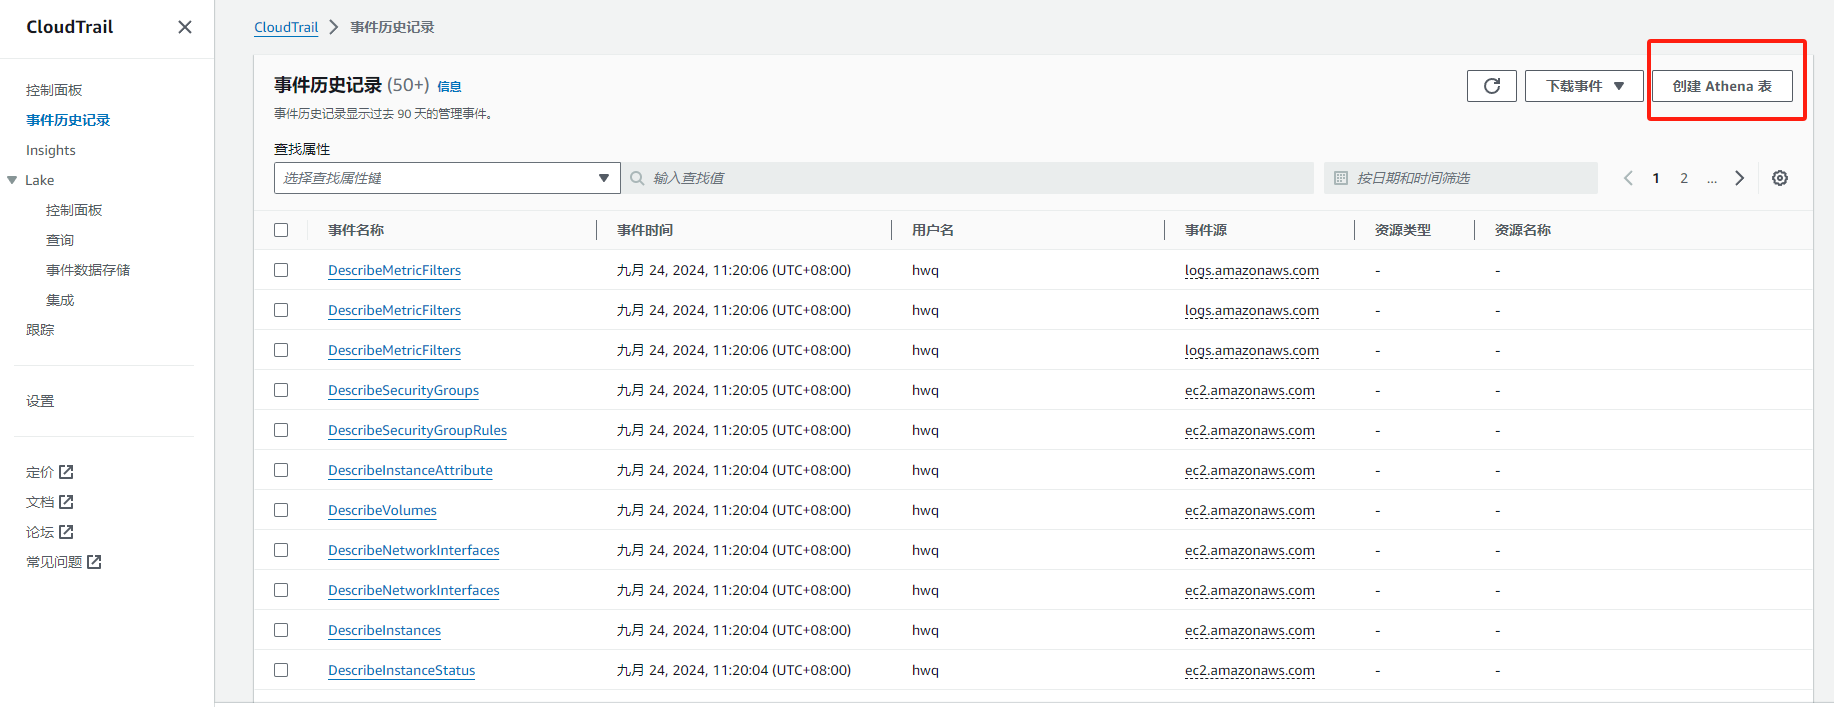 CloudTrail
控制面板
事件历史记录
Insights
Lake
控制面板
查询
事件数据存储
集成
跟踪
设置
定价
文档
论坛
常见问题
CloudTrail 事件历史记录
事件历史记录 (50+) 信息
事件历史记录显示过去 90 天的管理事件。
下载事件
创建 Athena 表
查找属性
选择查找属性键 输入查找值 按日期和时间筛选 1 2 ...
事件名称 事件时间 用户名 事件源 资源类型 资源名称
DescribeMetricFilters 九月 24, 2024, 11:20:06 (UTC+08:00) hwq logs.amazonaws.com - -
DescribeMetricFilters 九月 24, 2024, 11:20:06 (UTC+08:00) hwq logs.amazonaws.com - -
DescribeMetricFilters 九月 24, 2024, 11:20:06 (UTC+08:00) hwq logs.amazonaws.com - -
DescribeSecurityGroups 九月 24, 2024, 11:20:05 (UTC+08:00) hwq ec2.amazonaws.com - -
DescribeSecurityGroupRules 九月 24, 2024, 11:20:05 (UTC+08:00) hwq ec2.amazonaws.com - -
DescribeInstanceAttribute 九月 24, 2024, 11:20:04 (UTC+08:00) hwq ec2.amazonaws.com - -
DescribeVolumes 九月 24, 2024, 11:20:04 (UTC+08:00) hwq ec2.amazonaws.com - -
DescribeNetworkInterfaces 九月 24, 2024, 11:20:04 (UTC+08:00) hwq ec2.amazonaws.com - -
DescribeNetworkInterfaces 九月 24, 2024, 11:20:04 (UTC+08:00) hwq ec2.amazonaws.com - -
DescribeInstances 九月 24, 2024, 11:20:04 (UTC+08:00) hwq ec2.amazonaws.com - -
DescribeInstanceStatus 九月 24, 2024, 11:20:04 (UTC+08:00) hwq ec2.amazonaws.com - -